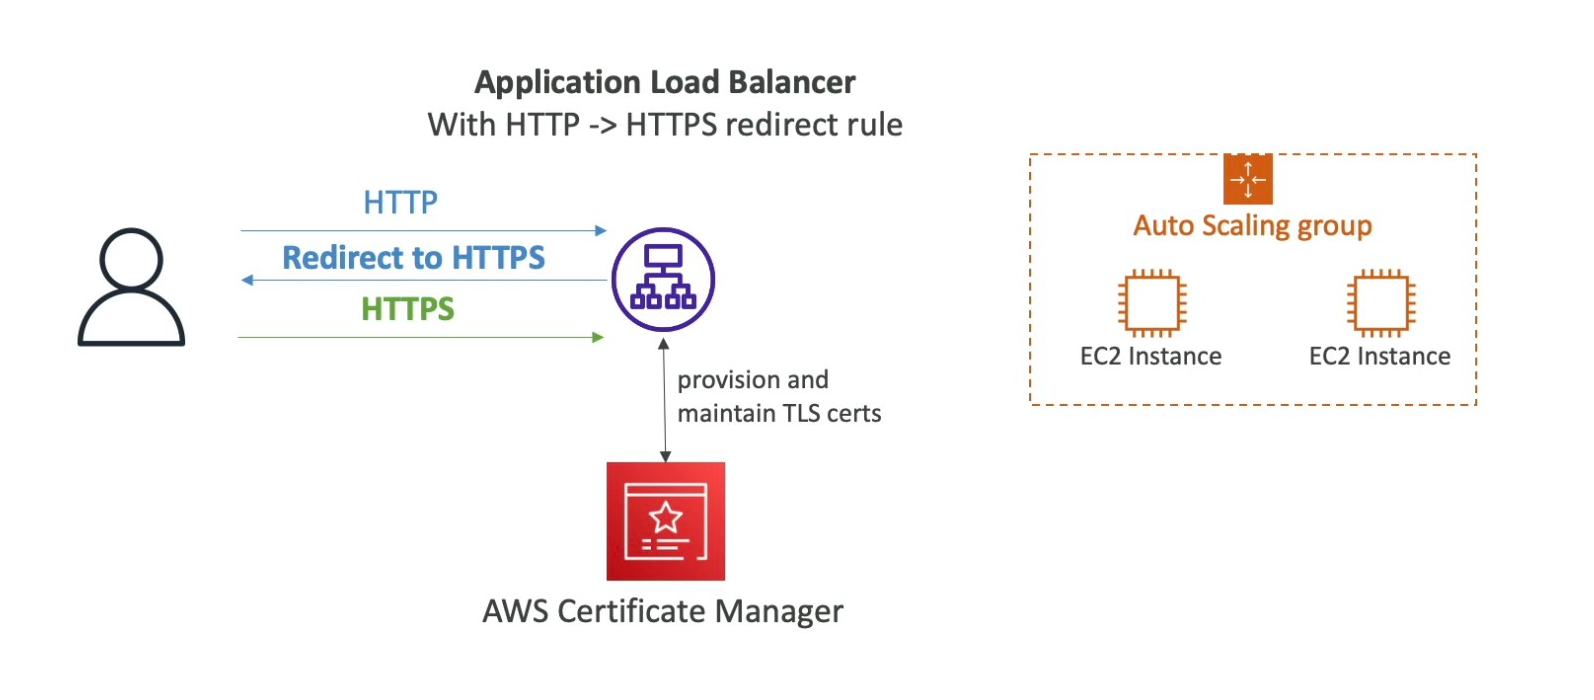 Application Load Balancer
With HTTP -> HTTPS redirect rule
HTTP
Redirect to HTTPS
HTTPS
provision and
maintain TLS certs
AWS Certificate Manager
Auto Scaling group
EC2 Instance
EC2 Instance